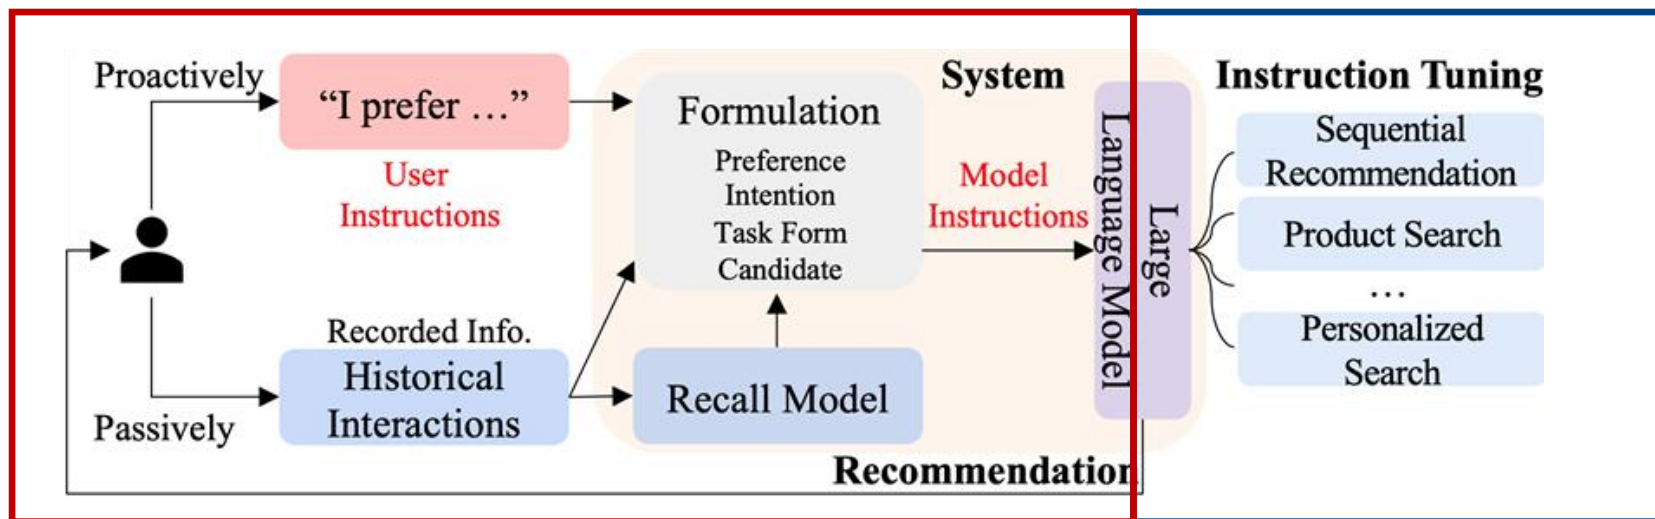 Proactively
“I prefer …”
User
Instructions
Passively
Recorded Info.
Historical
Interactions
System
Formulation
Preference
Intention
Task Form
Candidate
Recall Model
Model
Instructions
Large
Language Model
Recommendation
Instruction Tuning
Sequential
Recommendation
Product Search
…
Personalized
Search